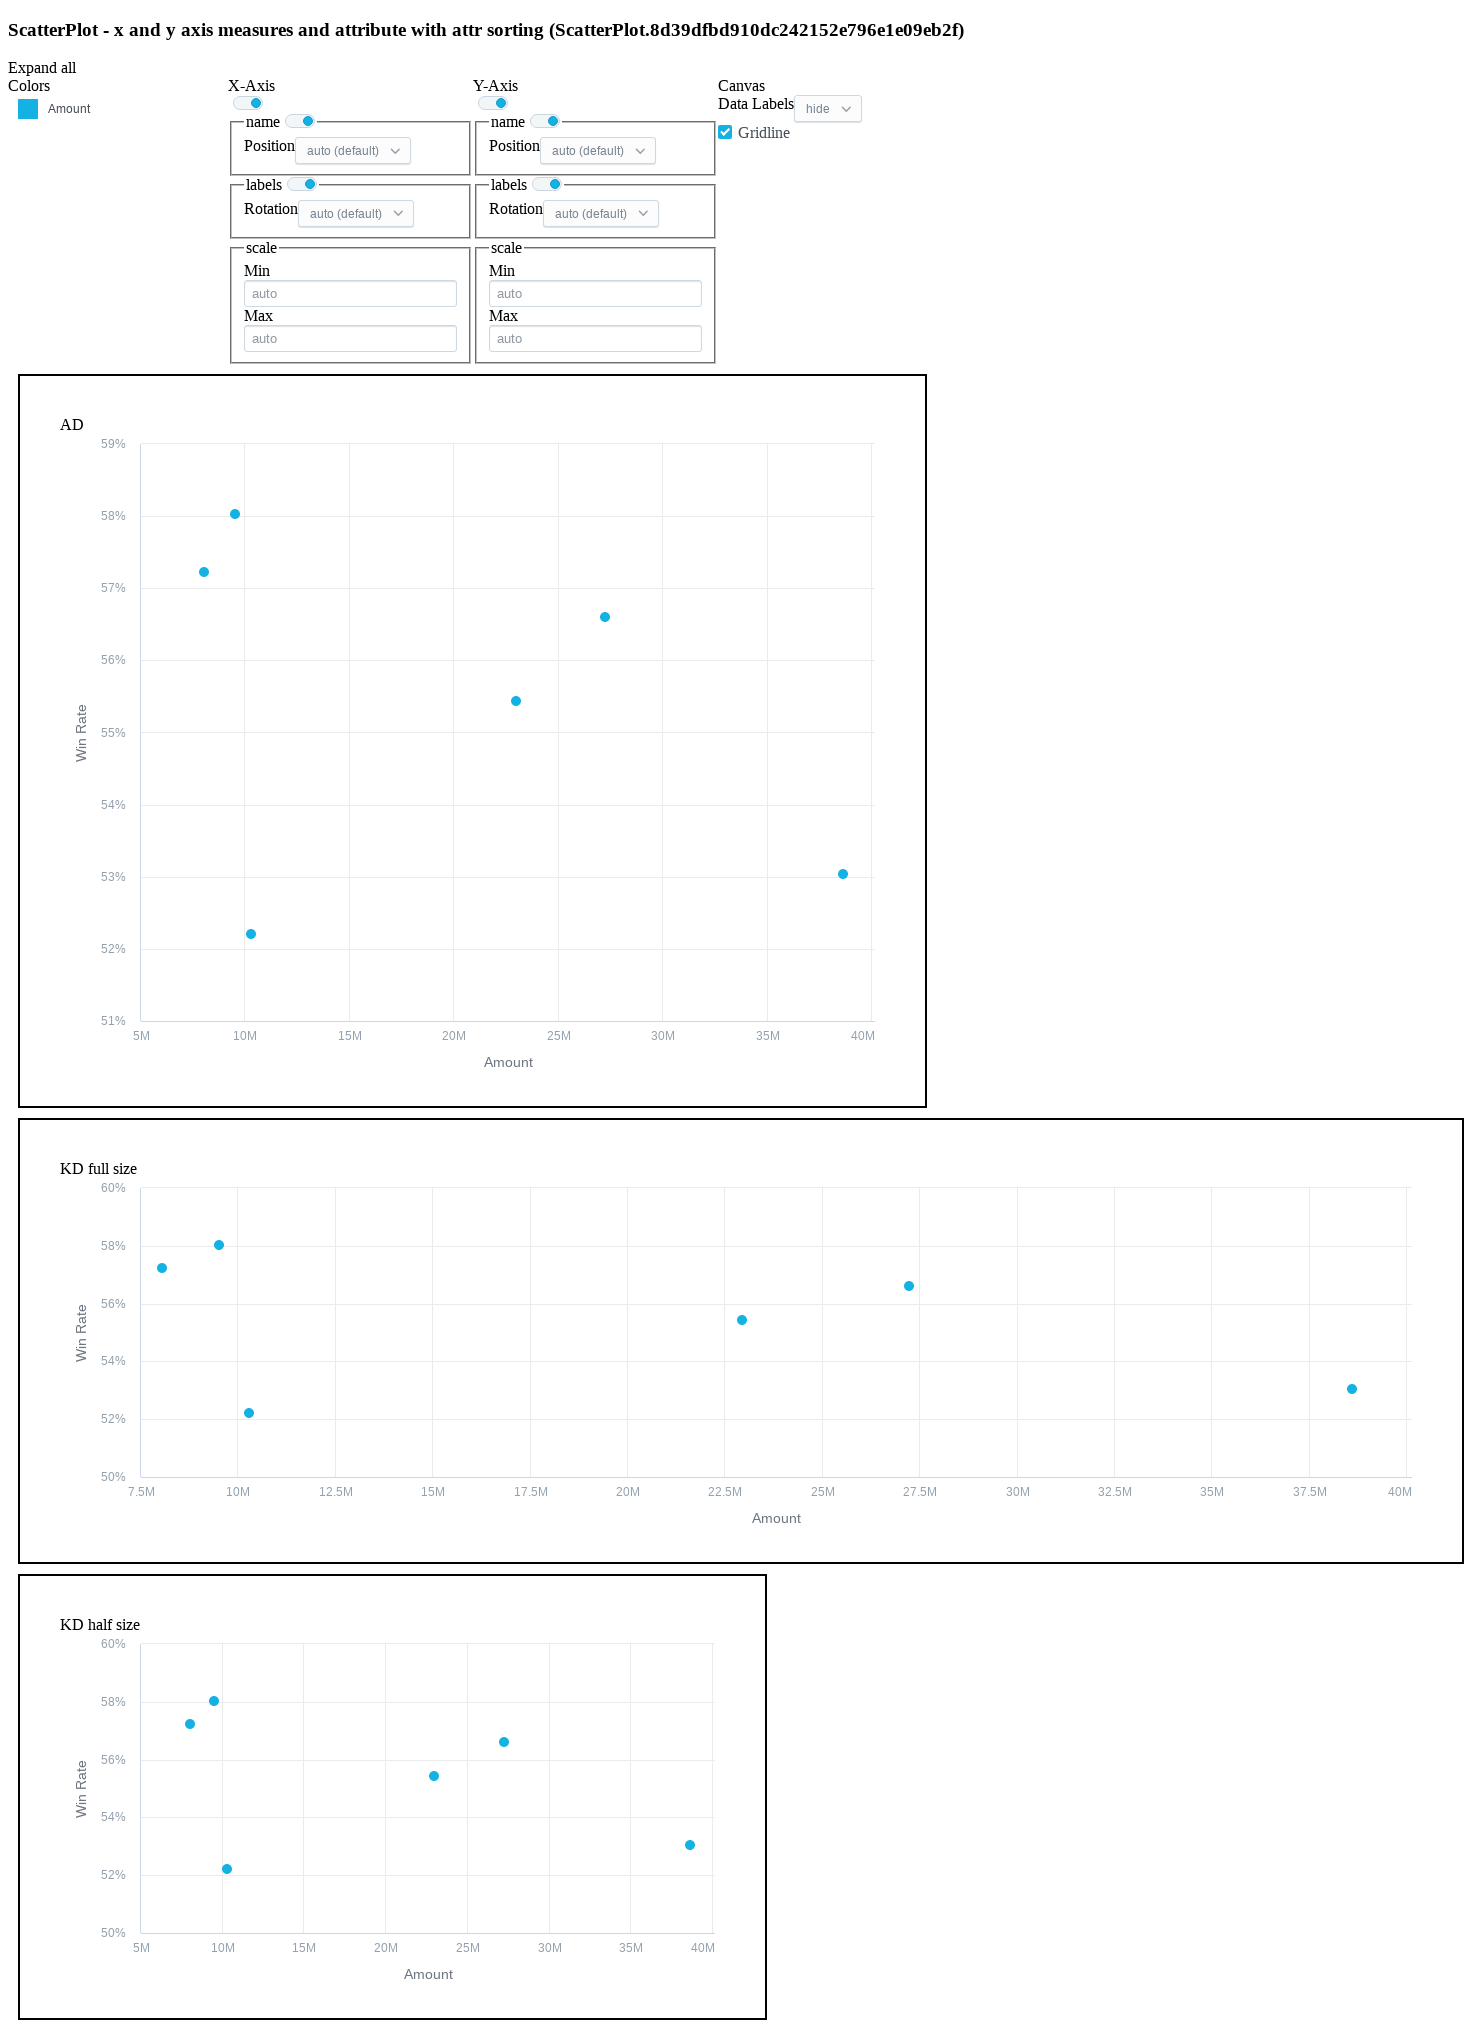 ScatterPlot - x and y axis measures and attribute with attr sorting (ScatterPlot.8d39dfbd910dc242152e796e1e09eb2f)
Expand all
Colors
Amount
X-Axis
name
Position auto (default)
labels
Rotation auto (default)
scale
Min
auto
Max
auto
Y-Axis
name
Position auto (default)
labels
Rotation auto (default)
scale
Min
auto
Max
auto
Canvas
Data Labels hide
Gridline
AD
59%
58%
57%
56%
55%
54%
53%
52%
51%
Win Rate
5M 10M 15M 20M 25M 30M 35M 40M
Amount
KD full size
60%
58%
56%
54%
52%
50%
Win Rate
7.5M 10M 12.5M 15M 17.5M 20M 22.5M 25M 27.5M 30M 32.5M 35M 37.5M 40M
Amount
KD half size
60%
58%
56%
54%
52%
50%
Win Rate
5M 10M 15M 20M 25M 30M 35M 40M
Amount